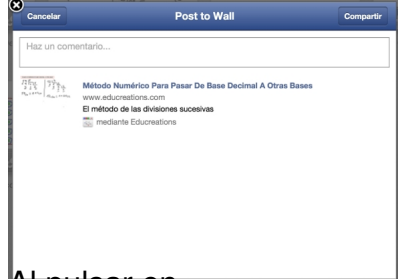 Cancelar
Post to Wall
Compartir
Haz un comentario...
Método Numérico Para Pasar De Base Decimal A Otras Bases
www.educreations.com
El método de las divisiones sucesivas
mediante Educreations
Al pulsar en